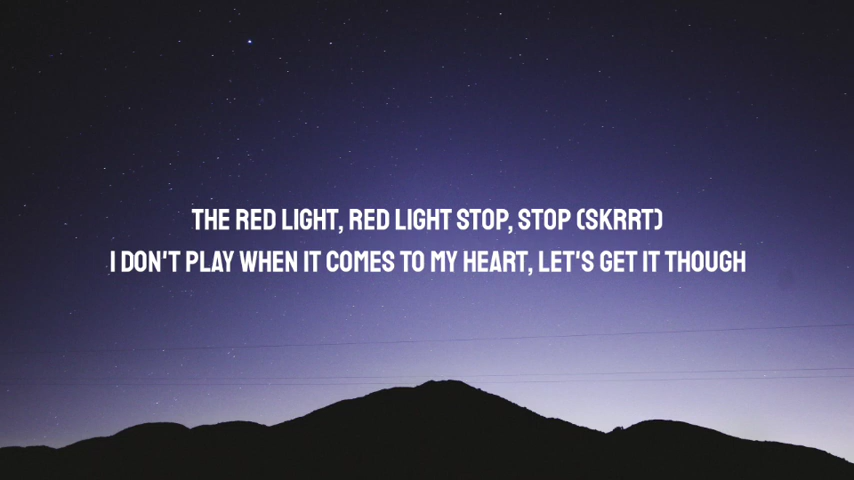 THE RED LIGHT, RED LIGHT STOP, STOP (SKRRT)
I DON'T PLAY WHEN IT COMES TO MY HEART, LET'S GET IT THOUGH